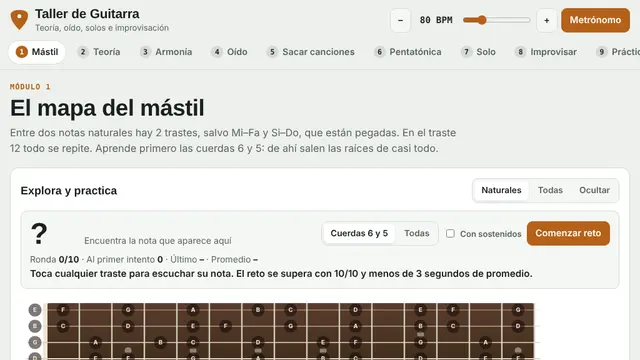 Taller de Guitarra
Teoría, oído, solos e improvisación
− 80 BPM + Metrónomo
1 Mástil 2 Teoría 3 Armonía 4 Oído 5 Sacar canciones 6 Pentatónica 7 Solo 8 Improvisar 9 Práctic
MÓDULO 1
El mapa del mástil
Entre dos notas naturales hay 2 trastes, salvo Mi–Fa y Si–Do, que están pegadas. En el traste
12 todo se repite. Aprende primero las cuerdas 6 y 5: de ahí salen las raíces de casi todo.
Explora y practica Naturales Todas Ocultar
? Encuentra la nota que aparece aquí Cuerdas 6 y 5 Todas Con sostenidos Comenzar reto
Ronda 0/10 · Al primer intento 0 · Último – · Promedio –
Toca cualquier traste para escuchar su nota. El reto se supera con 10/10 y menos de 3 segundos de promedio.
E F G A B C D E F G
B C D E F G A B C D
G A B C D E F G A